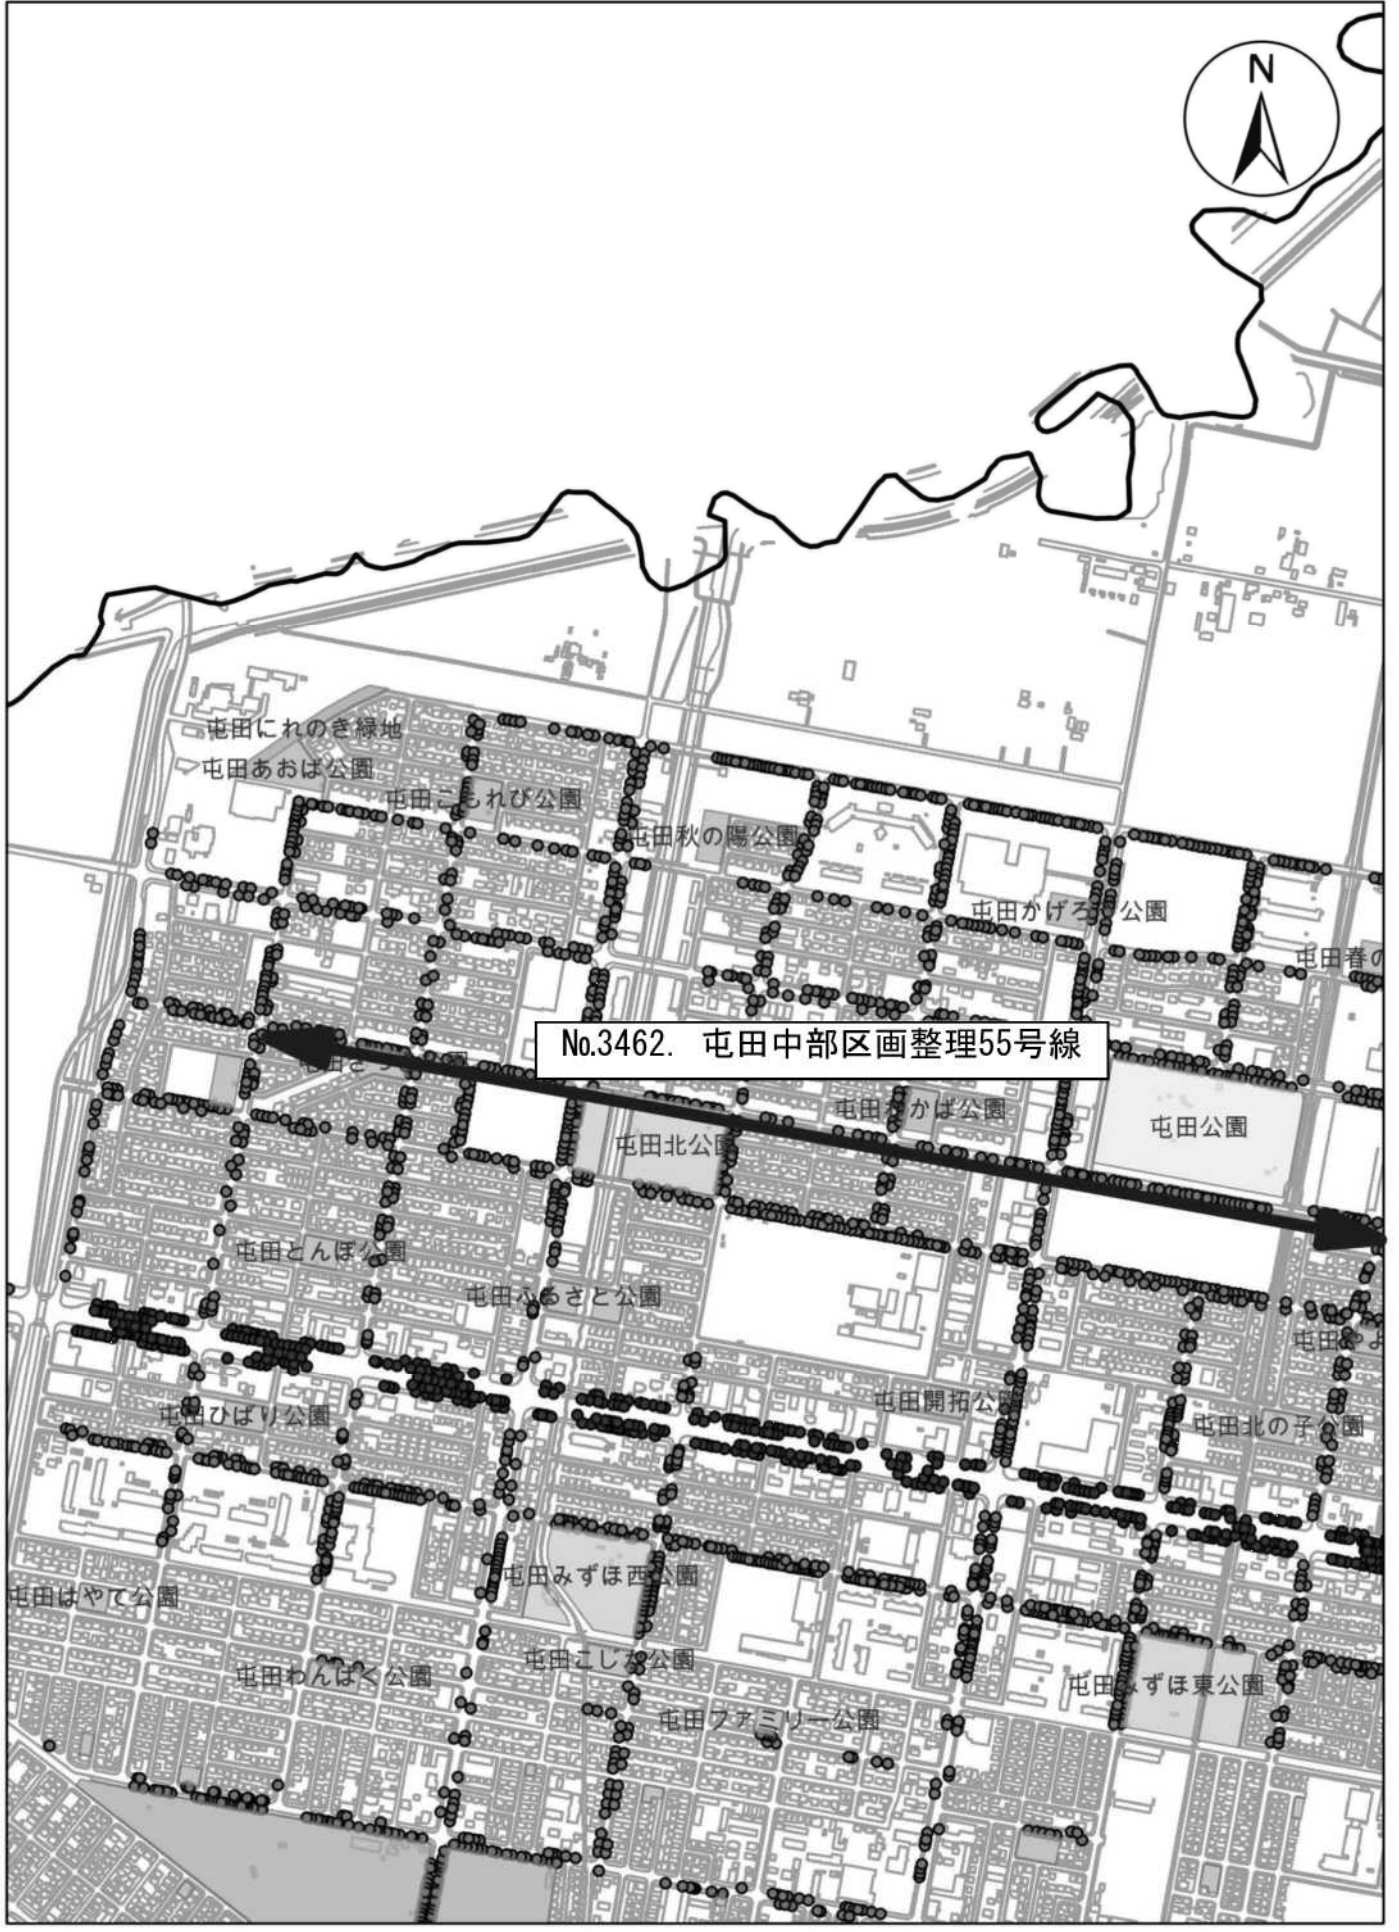 N
屯田にれのき緑地
屯田あおば公園
屯田こもれび公園
屯田秋の陽公園
屯田かげろう公園
屯田春の
No.3462. 屯田中部区画整理55号線
屯田わかば公園
屯田公園
屯田北公園
屯田とんぼ公園
屯田ふるさと公園
屯田開拓公園
屯田ひばり公園
屯田北の子公園
屯田みずほ西公園
屯田はやて公園
屯田こじか公園
屯田わんぱく公園
屯田みずほ東公園
屯田ファミリー公園